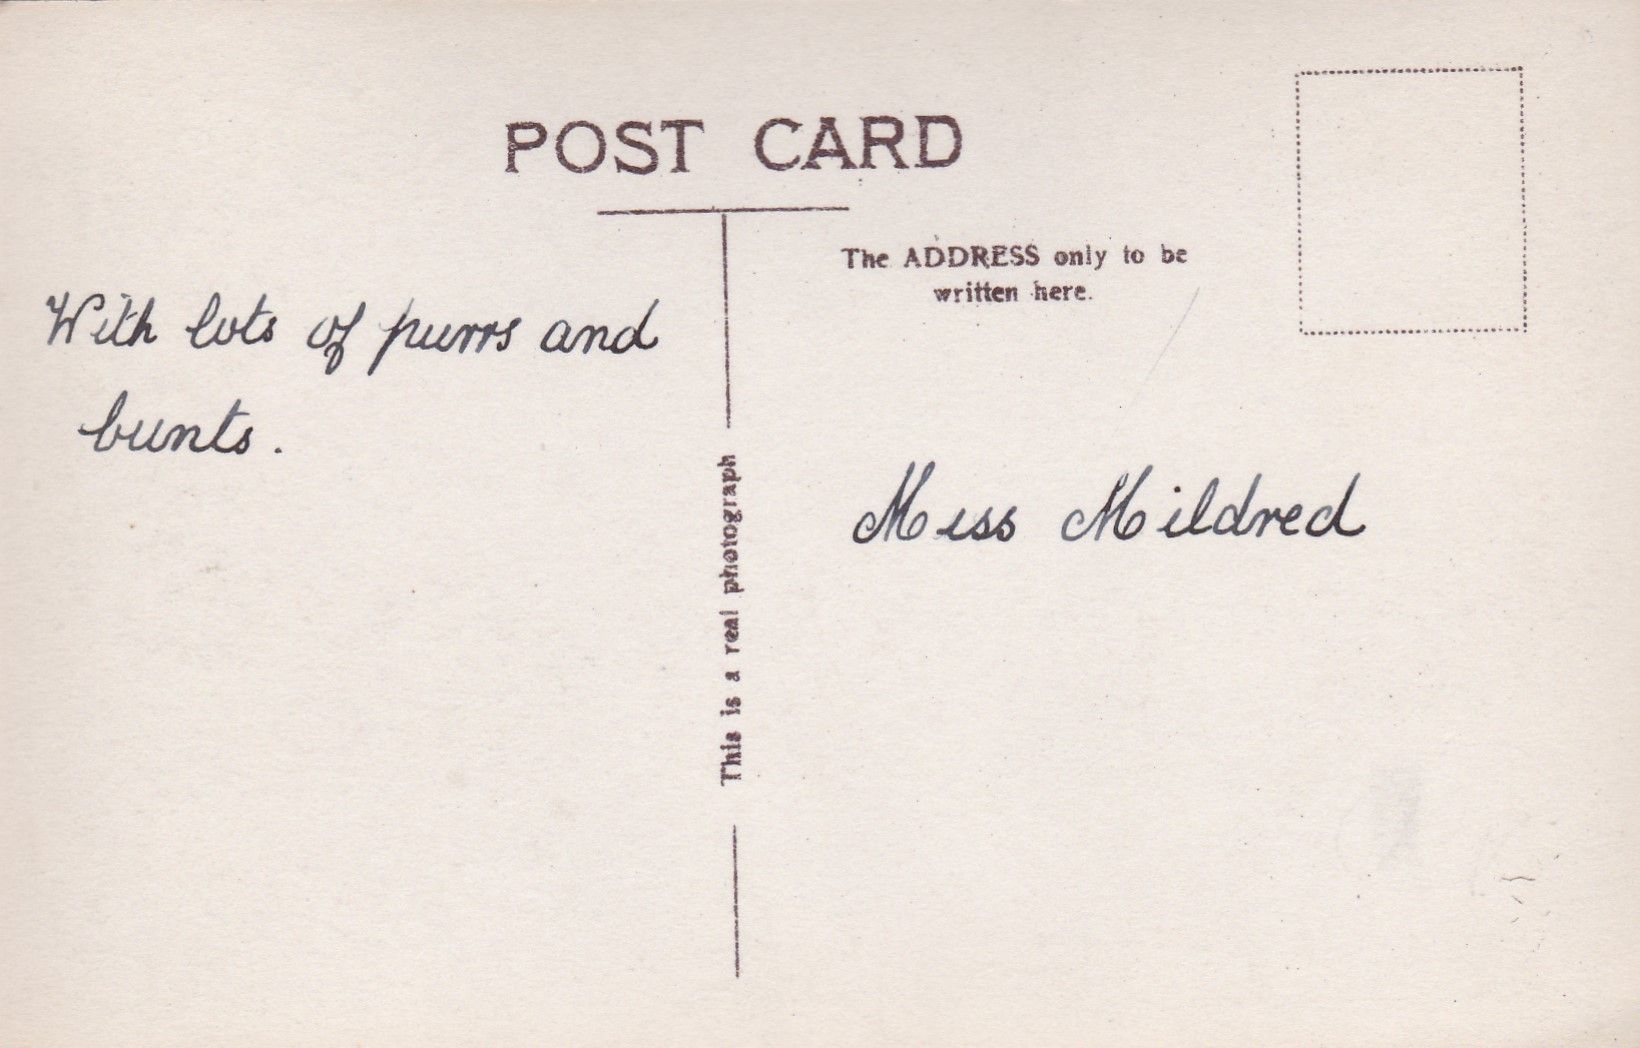 POST CARD
The ADDRESS only to be
written here.
With lots of purrs and
bunts.
This is a real photograph
Miss Mildred